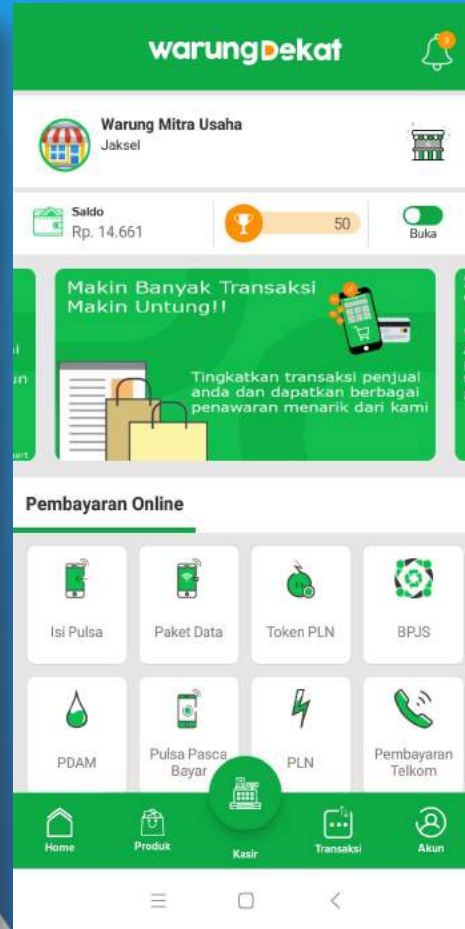 warungDekat
3
Warung Mitra Usaha
Jaksel
Saldo
Rp. 14.661
50
Buka
Makin Banyak Transaksi
Makin Untung!!
Tingkatkan transaksi penjual
anda dan dapatkan berbagai
penawaran menarik dari kami
Pembayaran Online
Isi Pulsa
Paket Data
Token PLN
BPJS
PDAM
Pulsa Pasca
Bayar
PLN
Pembayaran
Telkom
Home
Produk
Kasir
Transaksi
Akun